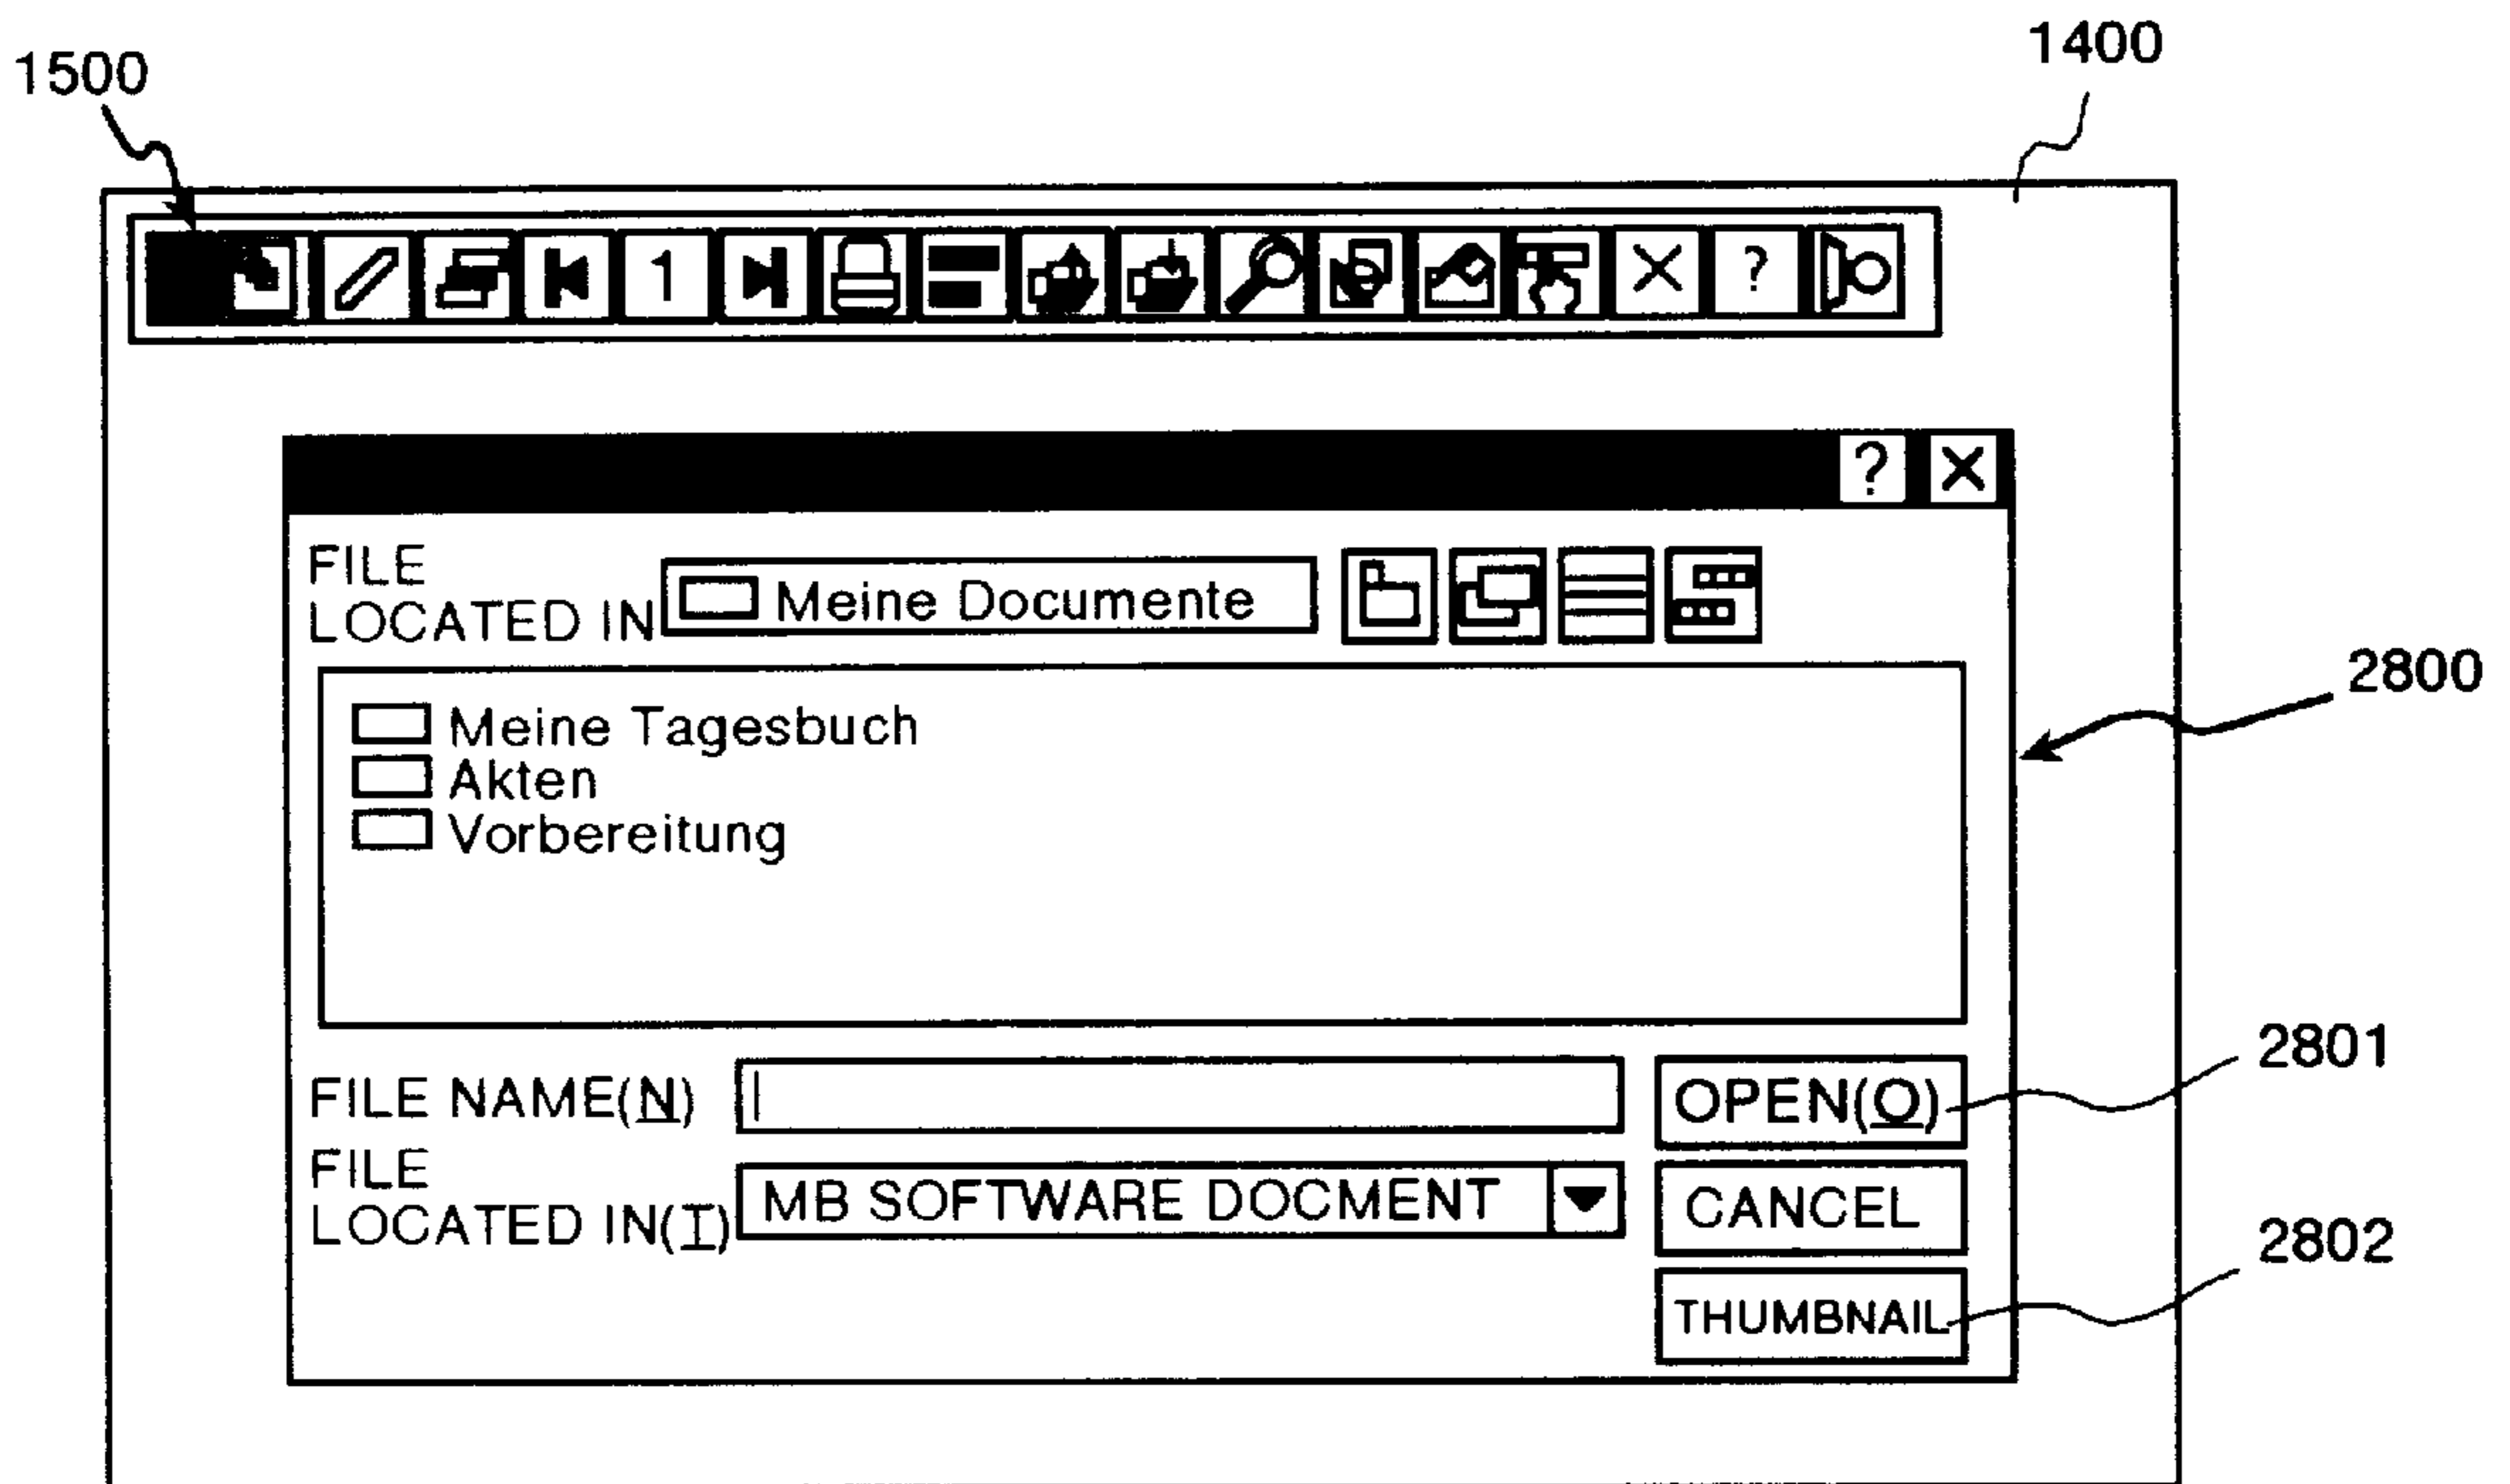 1500
1400
1
?
?
FILE
LOCATED IN
Meine Documente
2800
Meine Tagesbuch
Akten
Vorbereitung
2801
FILE NAME(N)
OPEN(O)
FILE
LOCATED IN(I)
MB SOFTWARE DOCMENT
CANCEL
2802
THUMBNAIL